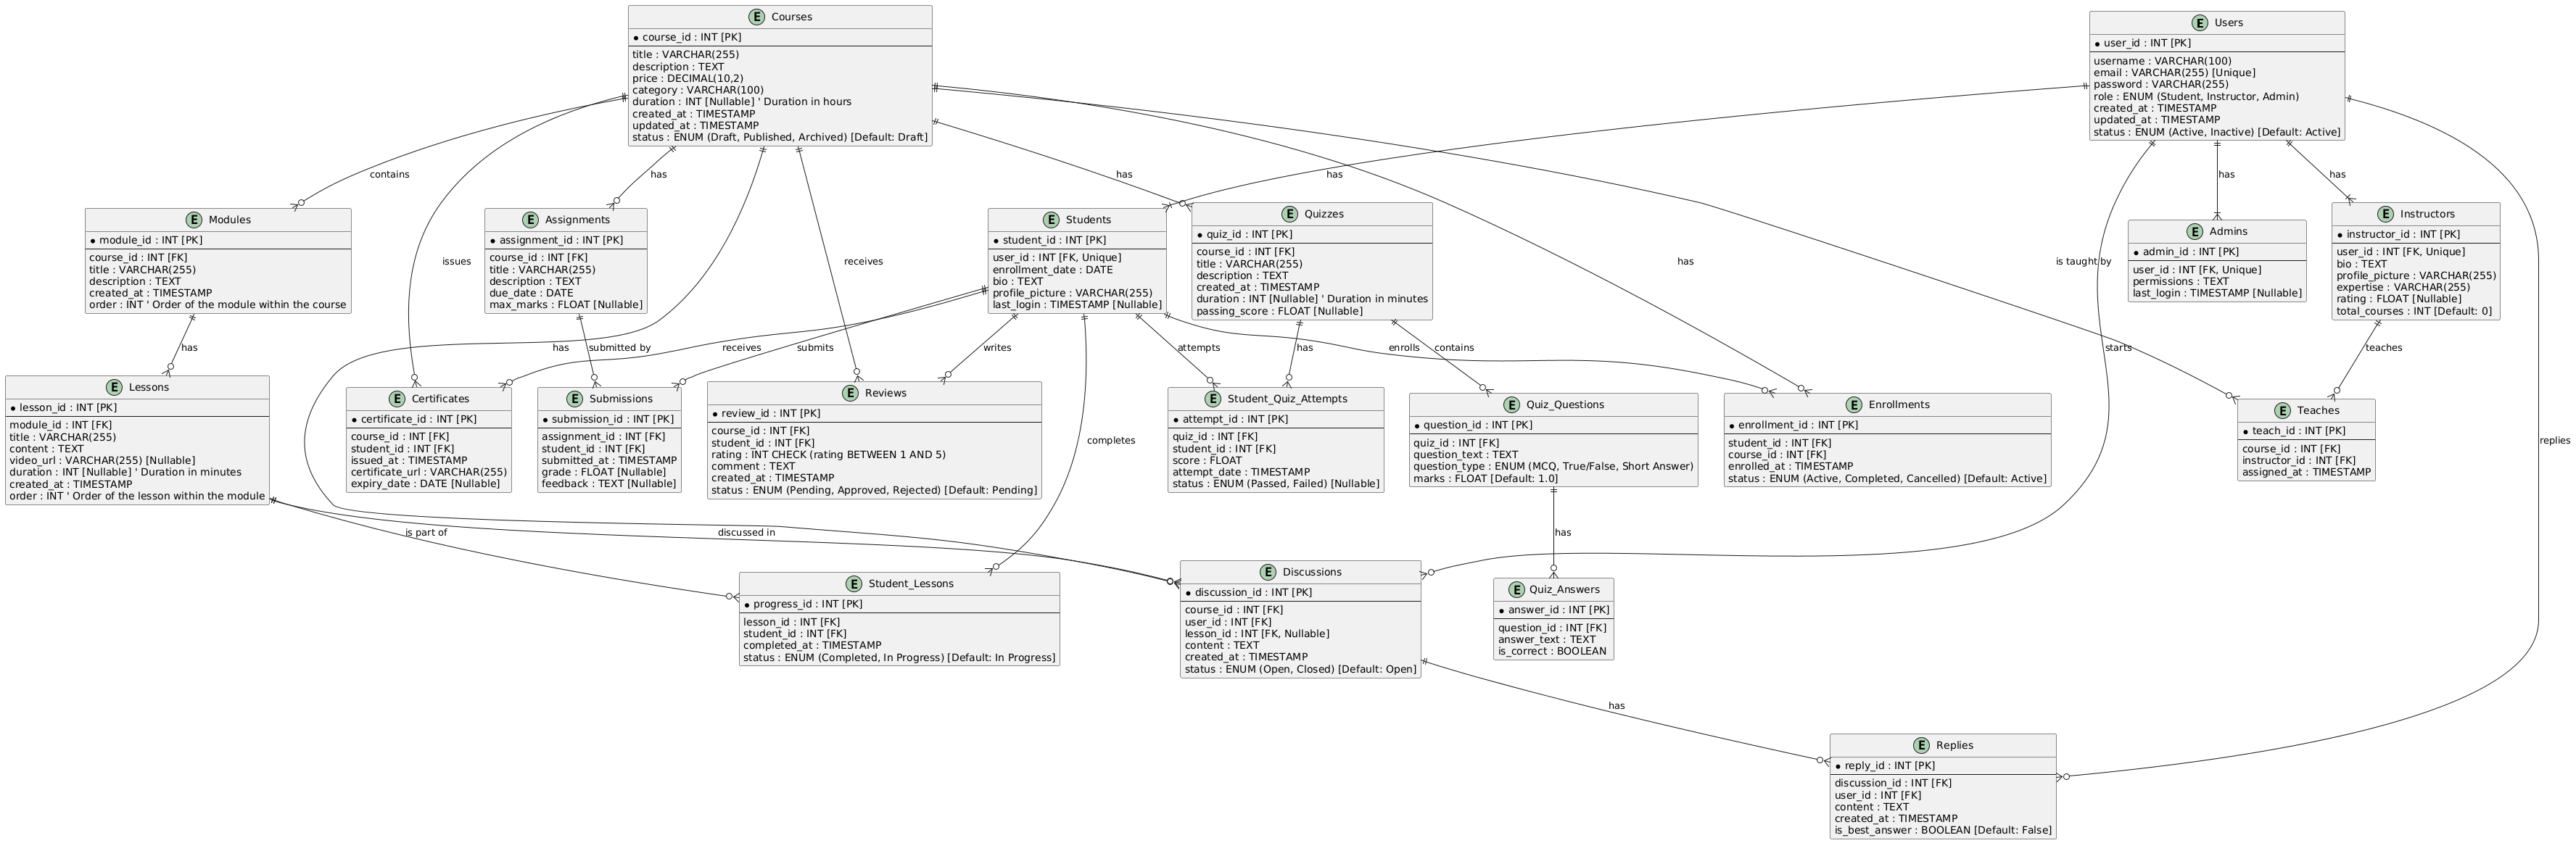 Courses
course_id : INT [PK]
title : VARCHAR(255)
description : TEXT
price : DECIMAL(10,2)
category : VARCHAR(100)
duration : INT [Nullable] ' Duration in hours
created_at : TIMESTAMP
updated_at : TIMESTAMP
status : ENUM (Draft, Published, Archived) [Default: Draft]
Users
user_id : INT [PK]
username : VARCHAR(100)
email : VARCHAR(255) [Unique]
password : VARCHAR(255)
role : ENUM (Student, Instructor, Admin)
created_at : TIMESTAMP
updated_at : TIMESTAMP
status : ENUM (Active, Inactive) [Default: Active]
contains
has
has
has
has
has
Modules
module_id : INT [PK]
course_id : INT [FK]
title : VARCHAR(255)
description : TEXT
created_at : TIMESTAMP
order : INT ' Order of the module within the course
issues
Assignments
assignment_id : INT [PK]
course_id : INT [FK]
title : VARCHAR(255)
description : TEXT
due_date : DATE
max_marks : FLOAT [Nullable]
receives
Students
student_id : INT [PK]
user_id : INT [FK, Unique]
enrollment_date : DATE
bio : TEXT
profile_picture : VARCHAR(255)
last_login : TIMESTAMP [Nullable]
Quizzes
quiz_id : INT [PK]
course_id : INT [FK]
title : VARCHAR(255)
description : TEXT
created_at : TIMESTAMP
duration : INT [Nullable] ' Duration in minutes
passing_score : FLOAT [Nullable]
has
is taught by
Admins
admin_id : INT [PK]
user_id : INT [FK, Unique]
permissions : TEXT
last_login : TIMESTAMP [Nullable]
Instructors
instructor_id : INT [PK]
user_id : INT [FK, Unique]
bio : TEXT
profile_picture : VARCHAR(255)
expertise : VARCHAR(255)
rating : FLOAT [Nullable]
total_courses : INT [Default: 0]
has
has
submitted by
receives
submits
writes
attempts
has
enrolls
contains
starts
teaches
Lessons
lesson_id : INT [PK]
module_id : INT [FK]
title : VARCHAR(255)
content : TEXT
video_url : VARCHAR(255) [Nullable]
duration : INT [Nullable] ' Duration in minutes
created_at : TIMESTAMP
order : INT ' Order of the lesson within the module
Certificates
certificate_id : INT [PK]
course_id : INT [FK]
student_id : INT [FK]
issued_at : TIMESTAMP
certificate_url : VARCHAR(255)
expiry_date : DATE [Nullable]
Submissions
submission_id : INT [PK]
assignment_id : INT [FK]
student_id : INT [FK]
submitted_at : TIMESTAMP
grade : FLOAT [Nullable]
feedback : TEXT [Nullable]
Reviews
review_id : INT [PK]
course_id : INT [FK]
student_id : INT [FK]
rating : INT CHECK (rating BETWEEN 1 AND 5)
comment : TEXT
created_at : TIMESTAMP
status : ENUM (Pending, Approved, Rejected) [Default: Pending]
completes
Student_Quiz_Attempts
attempt_id : INT [PK]
quiz_id : INT [FK]
student_id : INT [FK]
score : FLOAT
attempt_date : TIMESTAMP
status : ENUM (Passed, Failed) [Nullable]
Quiz_Questions
question_id : INT [PK]
quiz_id : INT [FK]
question_text : TEXT
question_type : ENUM (MCQ, True/False, Short Answer)
marks : FLOAT [Default: 1.0]
Enrollments
enrollment_id : INT [PK]
student_id : INT [FK]
course_id : INT [FK]
enrolled_at : TIMESTAMP
status : ENUM (Active, Completed, Cancelled) [Default: Active]
Teaches
teach_id : INT [PK]
course_id : INT [FK]
instructor_id : INT [FK]
assigned_at : TIMESTAMP
replies
is part of
discussed in
has
Student_Lessons
progress_id : INT [PK]
lesson_id : INT [FK]
student_id : INT [FK]
completed_at : TIMESTAMP
status : ENUM (Completed, In Progress) [Default: In Progress]
Discussions
discussion_id : INT [PK]
course_id : INT [FK]
user_id : INT [FK]
lesson_id : INT [FK, Nullable]
content : TEXT
created_at : TIMESTAMP
status : ENUM (Open, Closed) [Default: Open]
Quiz_Answers
answer_id : INT [PK]
question_id : INT [FK]
answer_text : TEXT
is_correct : BOOLEAN
has
Replies
reply_id : INT [PK]
discussion_id : INT [FK]
user_id : INT [FK]
content : TEXT
created_at : TIMESTAMP
is_best_answer : BOOLEAN [Default: False]